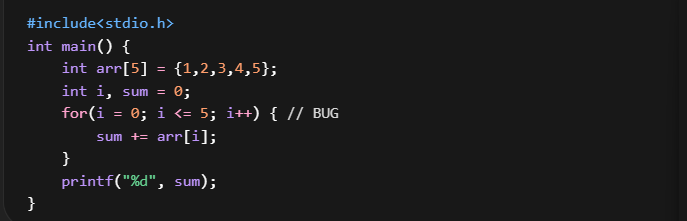 #include<stdio.h>
int main() {
    int arr[5] = {1,2,3,4,5};
    int i, sum = 0;
    for(i = 0; i <= 5; i++) { // BUG
        sum += arr[i];
    }
    printf("%d", sum);
}